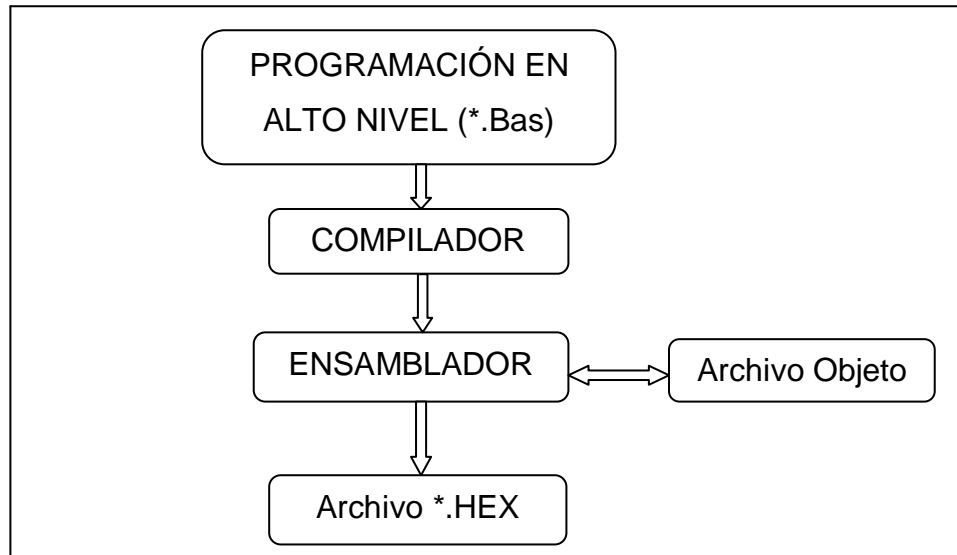 PROGRAMACIÓN EN
ALTO NIVEL (*.Bas)
COMPILADOR
ENSAMBLADOR
Archivo Objeto
Archivo *.HEX